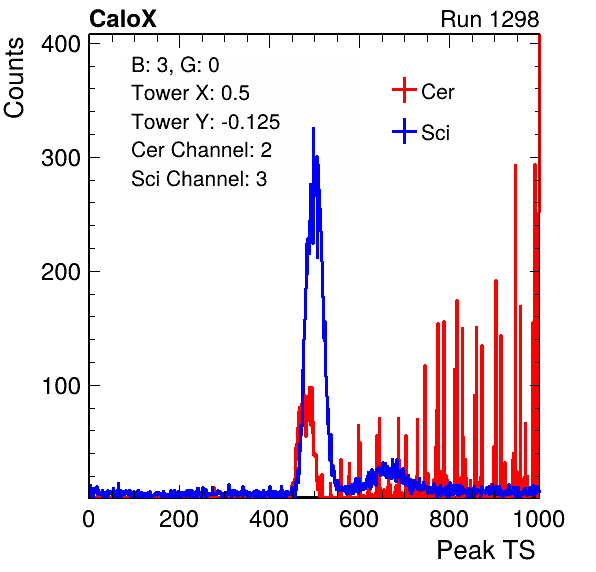 CaloX Run 1298
Counts
400
300
200
100
B: 3, G: 0
Tower X: 0.5
Tower Y: -0.125
Cer Channel: 2
Sci Channel: 3
Cer
Sci
0 200 400 600 800 1000
Peak TS